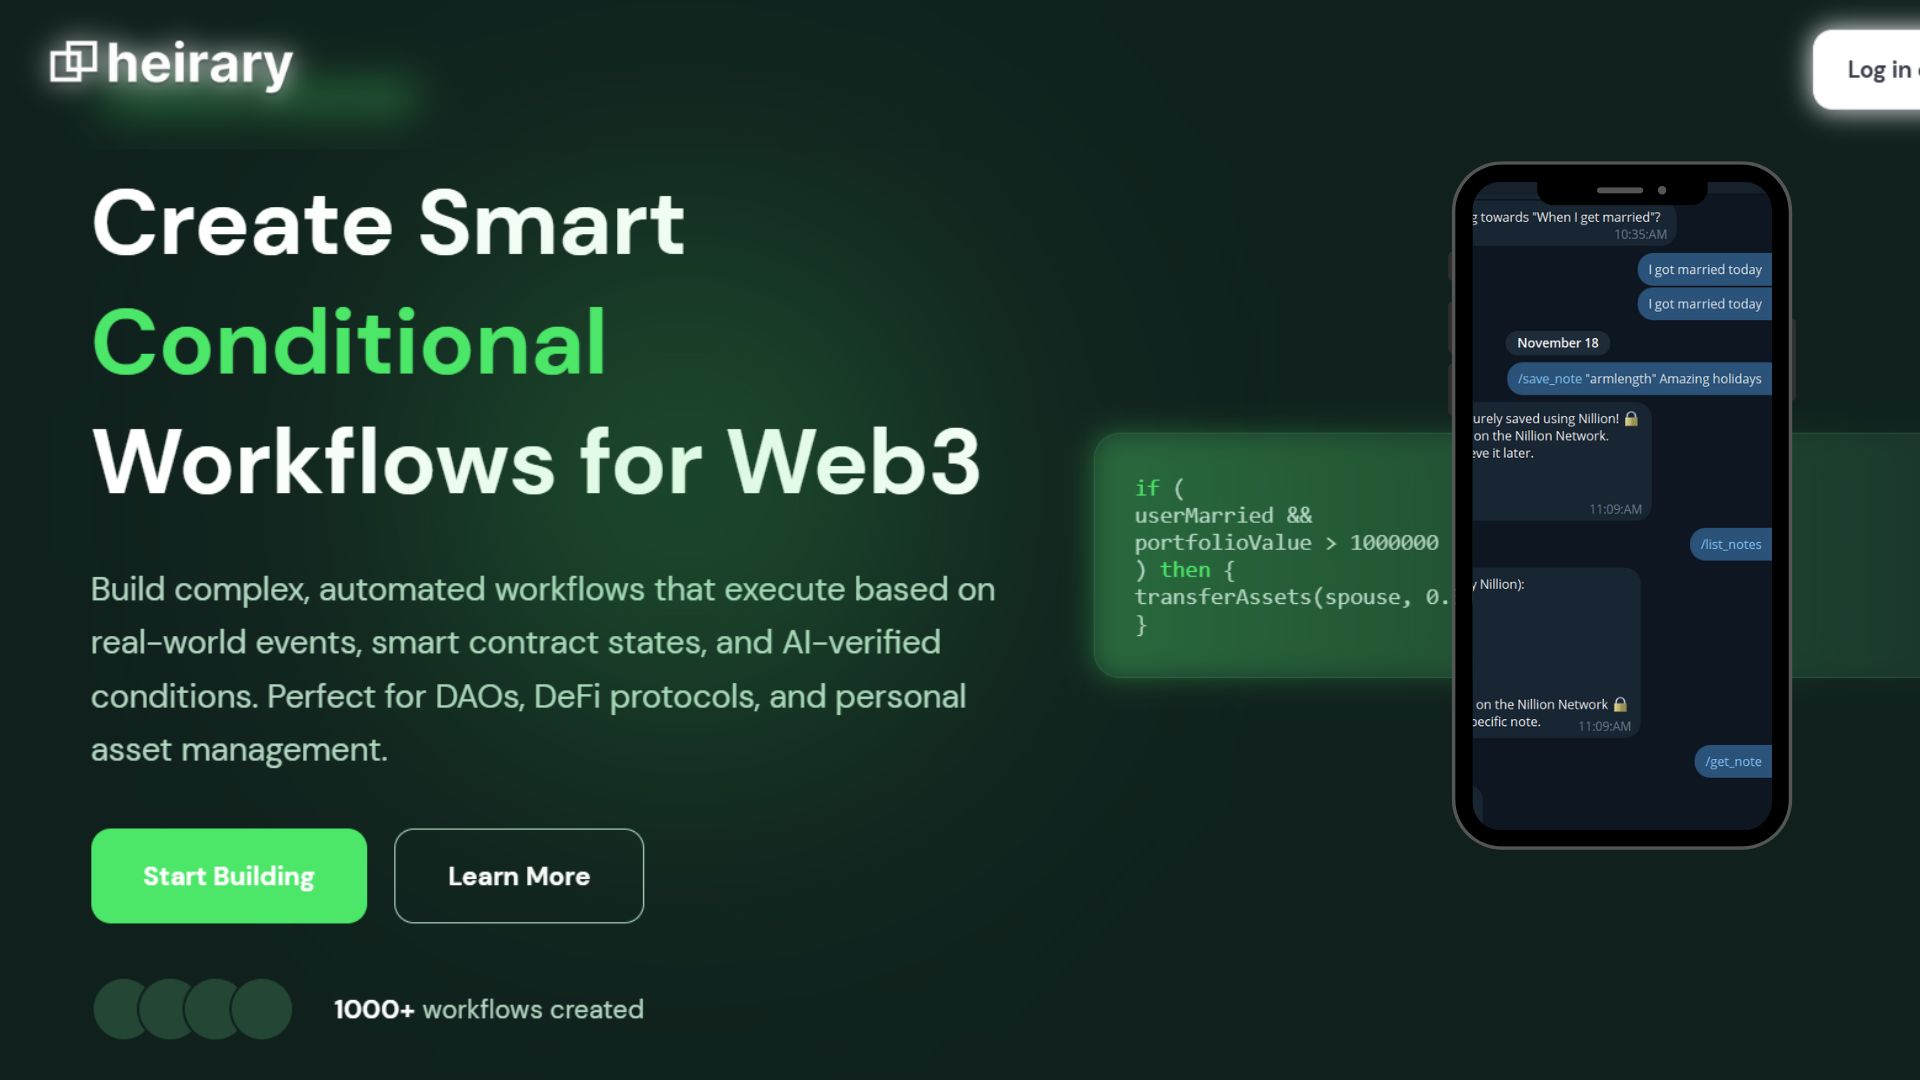 heirary
Log in
Create Smart
Conditional
Workflows for Web3
Build complex, automated workflows that execute based on
real-world events, smart contract states, and AI-verified
conditions. Perfect for DAOs, DeFi protocols, and personal
asset management.
Start Building
Learn More
1000+ workflows created
if (
userMarried &&
portfolioValue > 1000000
) then {
transferAssets(spouse, 0.
}
g towards "When I get married"?
10:35:AM
I got married today
I got married today
November 18
/save_note "armlength" Amazing holidays
urely saved using Nillion! 🔒
on the Nillion Network.
eve it later.
11:09:AM
/list_notes
y Nillion):
on the Nillion Network 🔒
pecific note.
11:09:AM
/get_note